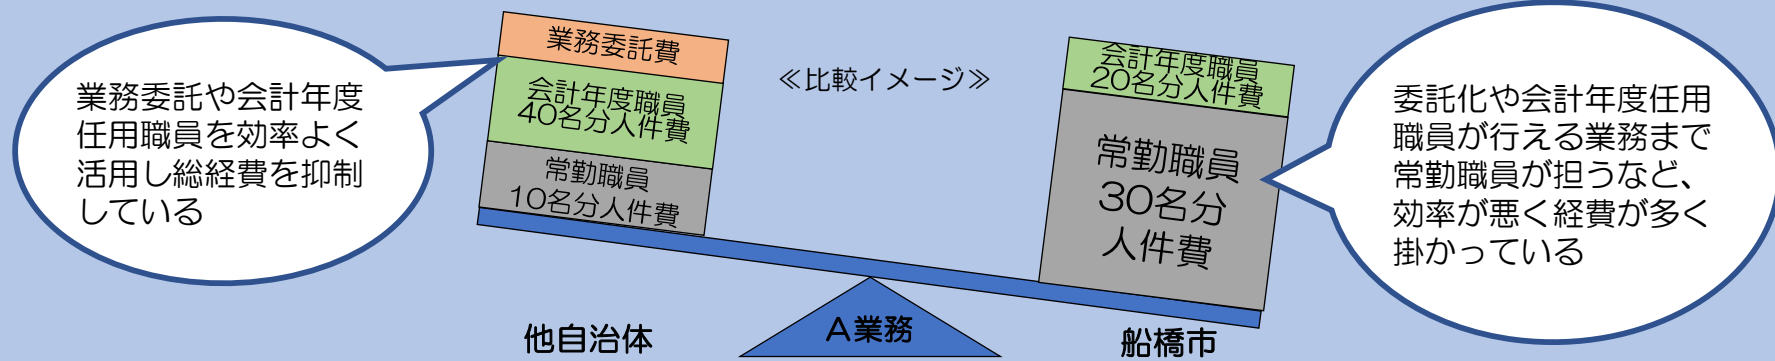 業務委託や会計年度
任用職員を効率よく
活用し総経費を抑制
している
業務委託費
会計年度職員
40名分人件費
常勤職員
10名分人件費
≪比較イメージ≫
会計年度職員
20名分人件費
常勤職員
30名分
人件費
委託化や会計年度任用
職員が行える業務まで
常勤職員が担うなど、
効率が悪く経費が多く
掛かっている
他自治体
A業務
船橋市